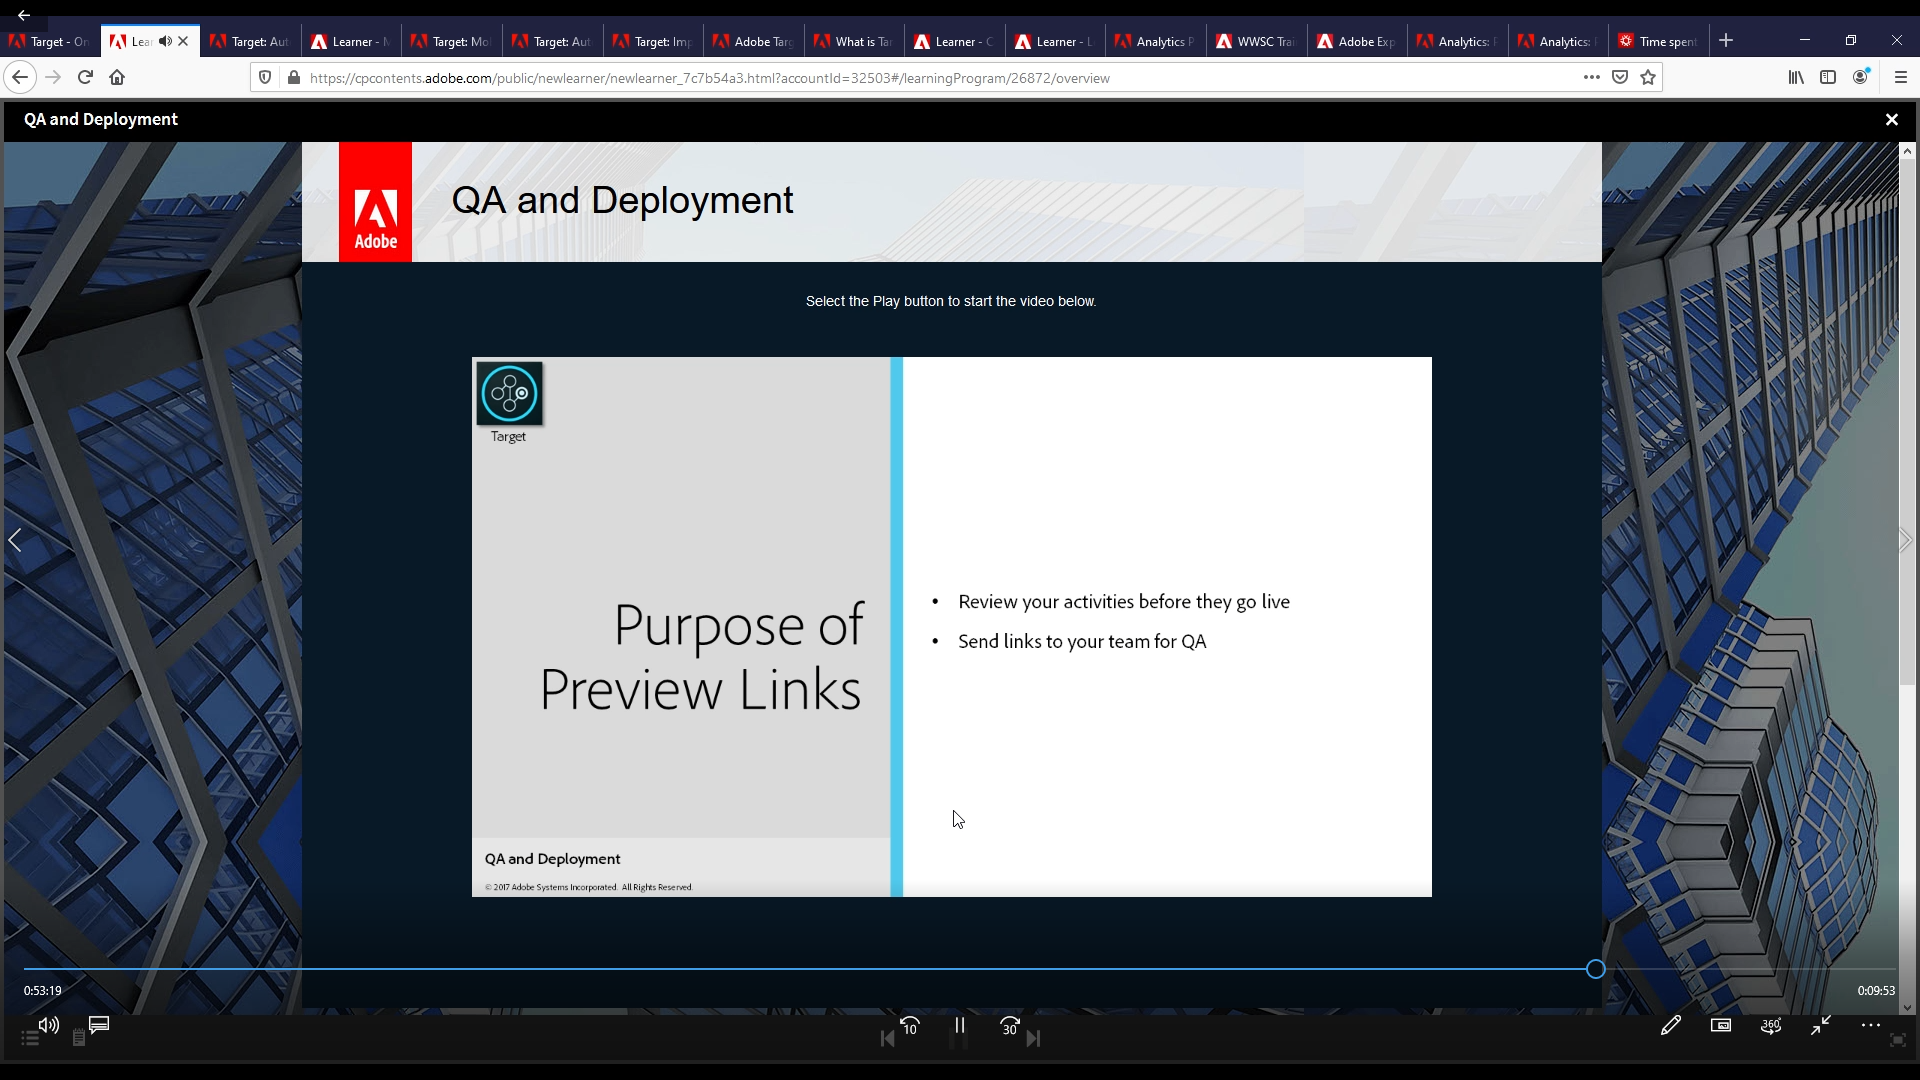 Target - On
Lear
Target: Aut
Learner - M
Target: Mo
Target: Aut
Target: Imp
Adobe Targ
What is Tar
Learner - C
Learner - L
Analytics P
WWSC Trai
Adobe Exp
Analytics: F
Analytics:
Time spent
https://cpcontents.adobe.com/public/newlearner/newlearner_7c7b54a3.html?accountId=32503#/learningProgram/26872/overview
QA and Deployment
Adobe
QA and Deployment
Select the Play button to start the video below.
Target
Purpose of
Preview Links
• Review your activities before they go live
• Send links to your team for QA
QA and Deployment
© 2017 Adobe Systems Incorporated. All Rights Reserved.
0:53:19
0:09:53
10
30
360°